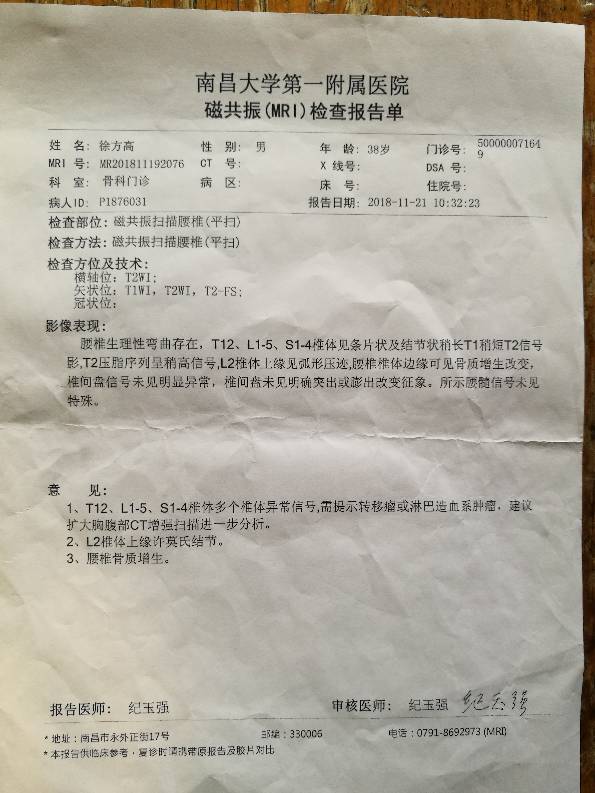 南昌大学第一附属医院
磁共振(MRI)检查报告单
姓 名: 徐方高 性 别: 男 年 龄: 38岁 门诊号: 500000071649
MRI 号: MR201811192076 CT 号: X 线号: DSA 号:
科 室: 骨科门诊 病 区: 床 号: 住院号:
病人ID: P1876031 报告日期: 2018-11-21 10:32:23
检查部位: 磁共振扫描腰椎(平扫)
检查方法: 磁共振扫描腰椎(平扫)
检查方位及技术:
横轴位: T2WI;
矢状位: T1WI, T2WI, T2-FS;
冠状位:
影像表现:
腰椎生理性弯曲存在, T12、L1-5、S1-4椎体见条片状及结节状稍长T1稍短T2信号
影,T2压脂序列呈稍高信号,L2椎体上缘见弧形压迹,腰椎椎体边缘可见骨质增生改变,
椎间盘信号未见明显异常, 椎间盘未见明确突出或膨出改变征象。所示腰髓信号未见
特殊。
意 见:
1、T12、L1-5、S1-4椎体多个椎体异常信号,需提示转移瘤或淋巴造血系肿瘤, 建议
扩大胸腹部CT增强扫描进一步分析。
2、L2椎体上缘许莫氏结节。
3、腰椎骨质增生。
报告医师: 纪玉强 审核医师: 纪玉强 纪玉强
* 地址: 南昌市永外正街17号 邮编: 330006 电话: 0791-8692973 (MRI)
* 本报告供临床参考, 复诊时请携带原报告及胶片对比